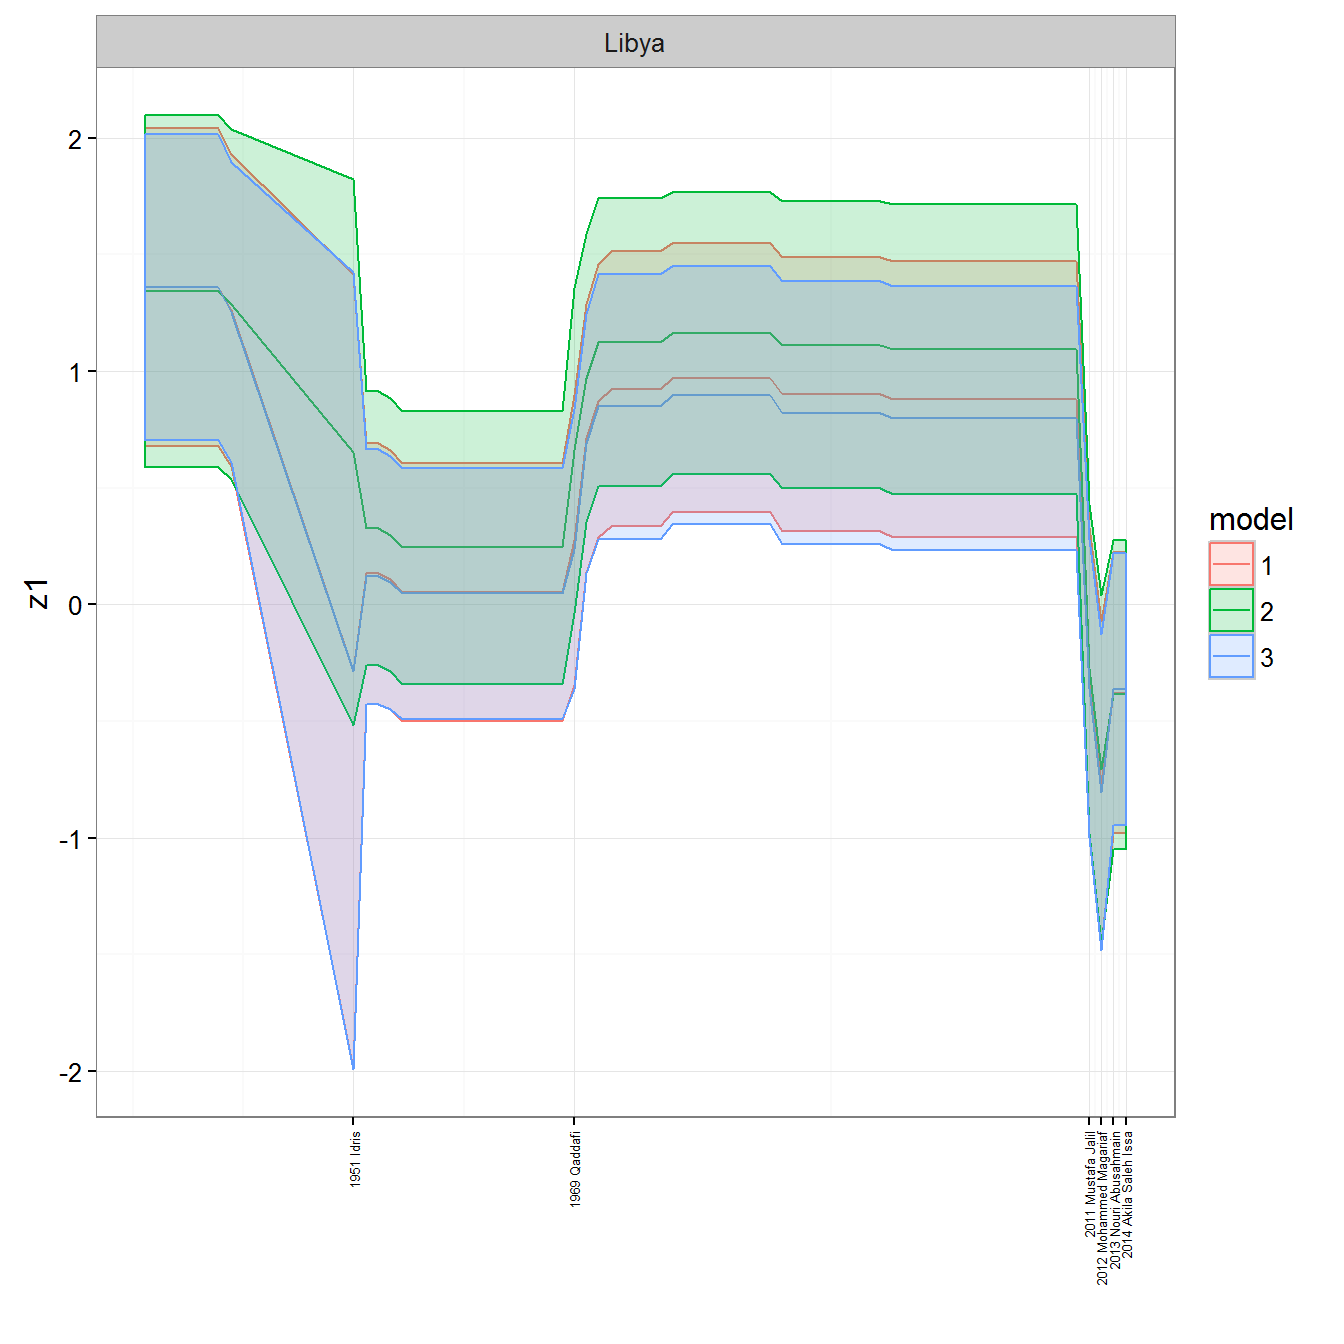 Libya
2
1
0
-1
-2
z1
model
1
2
3
1951 Idris
1969 Qaddafi
2011 Mustafa Jalil
2012 Mohammed Magariaf
2013 Nouri Abusahmain
2014 Akila Saleh Issa